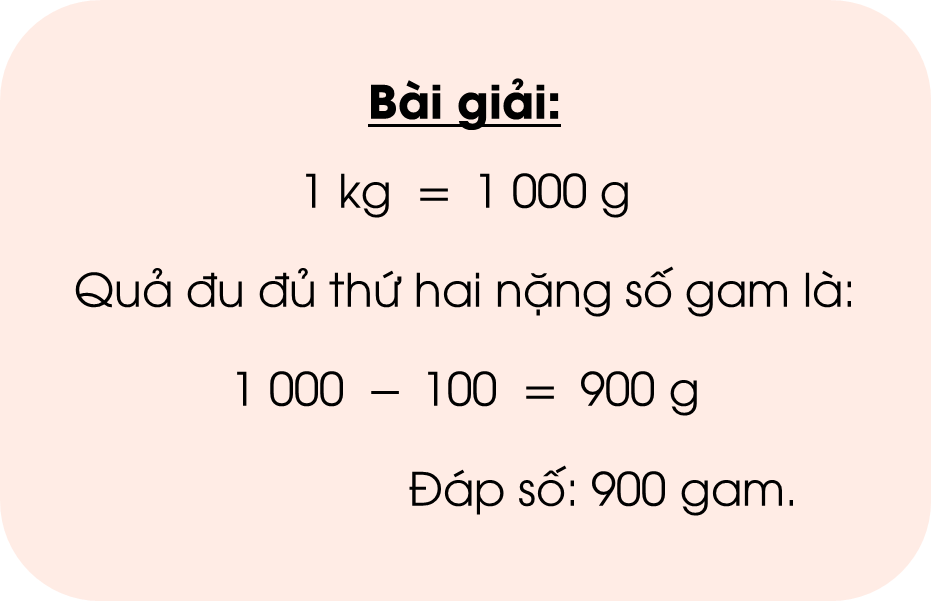 Bài giải:
1 kg = 1 000 g
Quả đu đủ thứ hai nặng số gam là:
1 000 − 100 = 900 g
Đáp số: 900 gam.